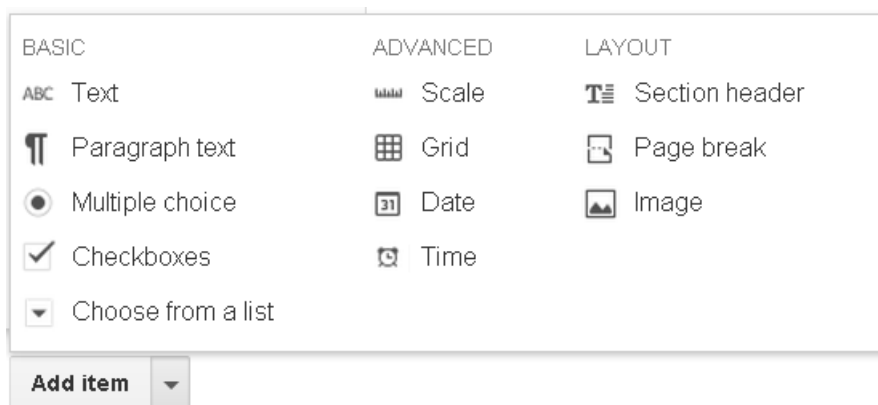 BASIC ADVANCED LAYOUT
ABC Text Scale T Section header
¶ Paragraph text Grid Page break
Multiple choice 31 Date Image
Checkboxes Time
Choose from a list
Add item